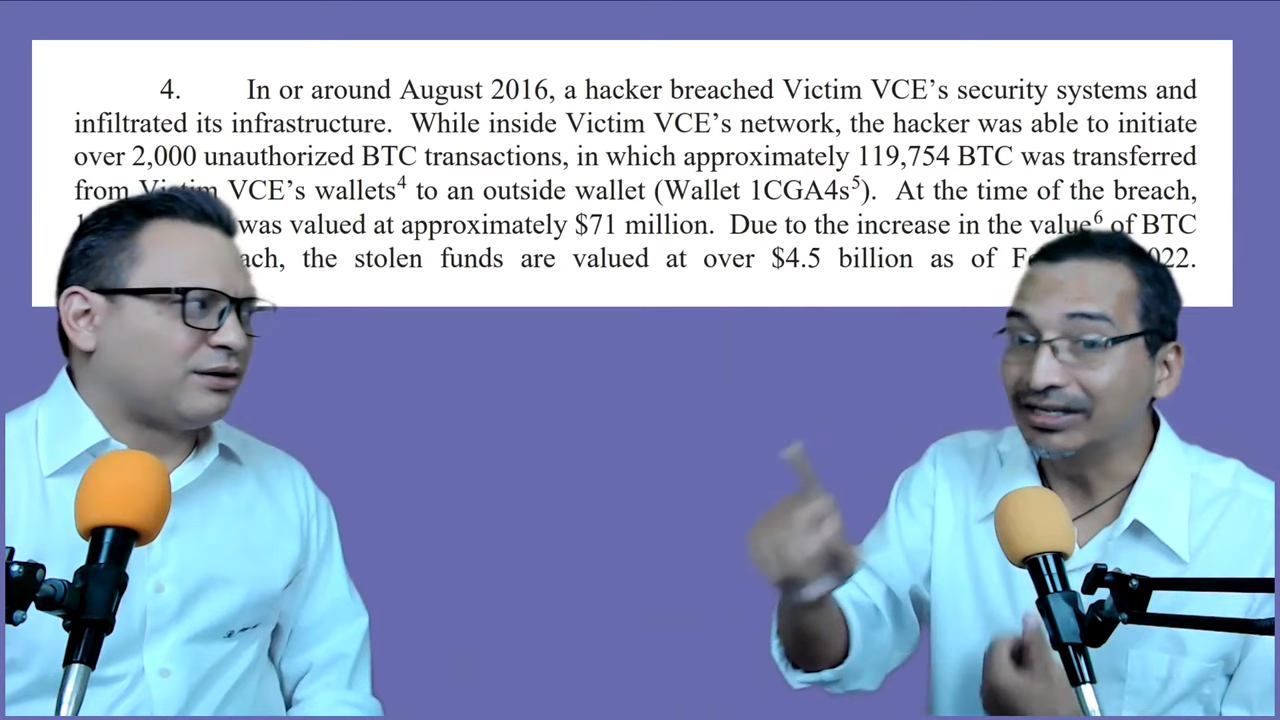 4. In or around August 2016, a hacker breached Victim VCE’s security systems and
infiltrated its infrastructure. While inside Victim VCE’s network, the hacker was able to initiate
over 2,000 unauthorized BTC transactions, in which approximately 119,754 BTC was transferred
from Victim VCE’s wallets⁴ to an outside wallet (Wallet 1CGA4s⁵). At the time of the breach,
was valued at approximately $71 million. Due to the increase in the value⁶ of BTC
the stolen funds are valued at over $4.5 billion as of